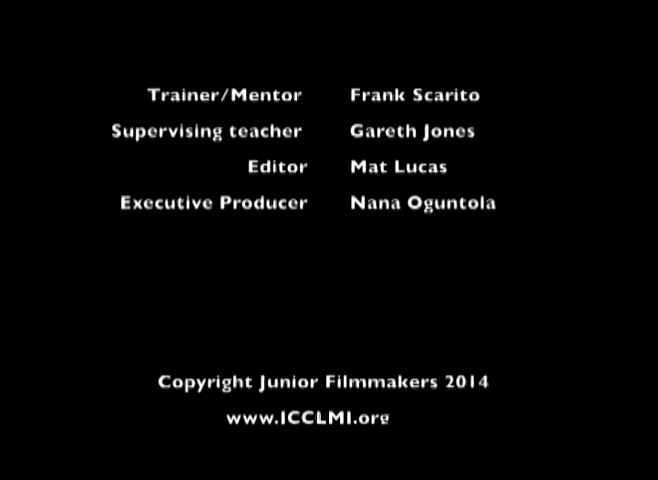 Trainer/Mentor Frank Scarito
Supervising teacher Gareth Jones
Editor Mat Lucas
Executive Producer Nana Oguntola
Copyright Junior Filmmakers 2014
www.ICCLMI.org